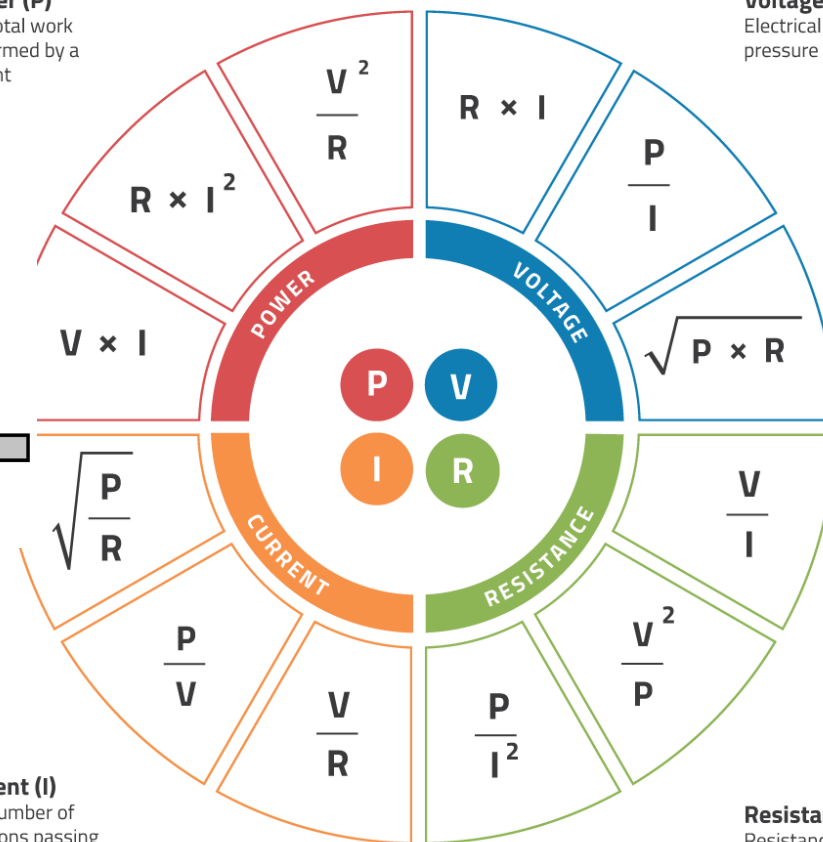 er (P)
otal work
rmed by a
nt
Voltage
Electrical
pressure
V²
R
R × I
R × I²
P
I
V × I
√P × R
POWER
VOLTAGE
P
V
I
R
CURRENT
RESISTANCE
√P
R
V
I
P
V
V²
P
V
R
P
I²
ent (I)
umber of
ons passing
Resista
Resistanc